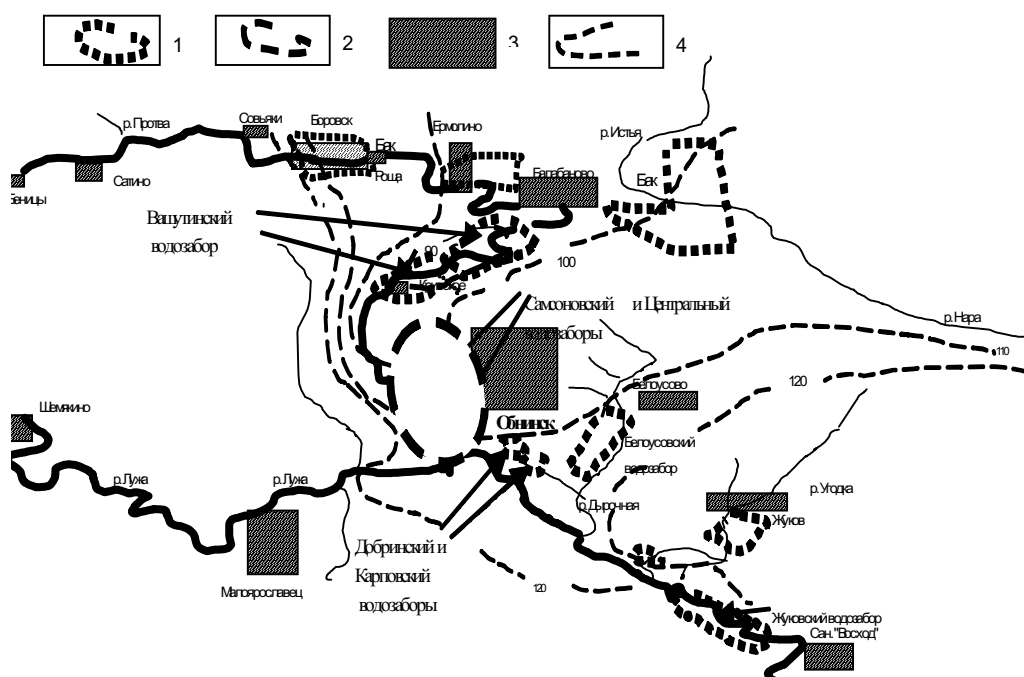 1
2
3
4
р. Протва
Совьяки
Боровск
Ермолино
р. Истья
Бак
Роща
Балабаново
Бак
Беницы
Сатино
Вашутинский
водозабор
90
100
Самсоновский и Центральный
водозаборы
р. Нара
110
120
Белоусово
Шемякино
Обнинск
Белоусовский
водозабор
р. Лужа
р. Лужа
р. Угодка
р. Дырочная
Жуков
Добринский и
Карповский
водозаборы
Малоярославец
120
Жуковский водозабор
Сан. "Восход"